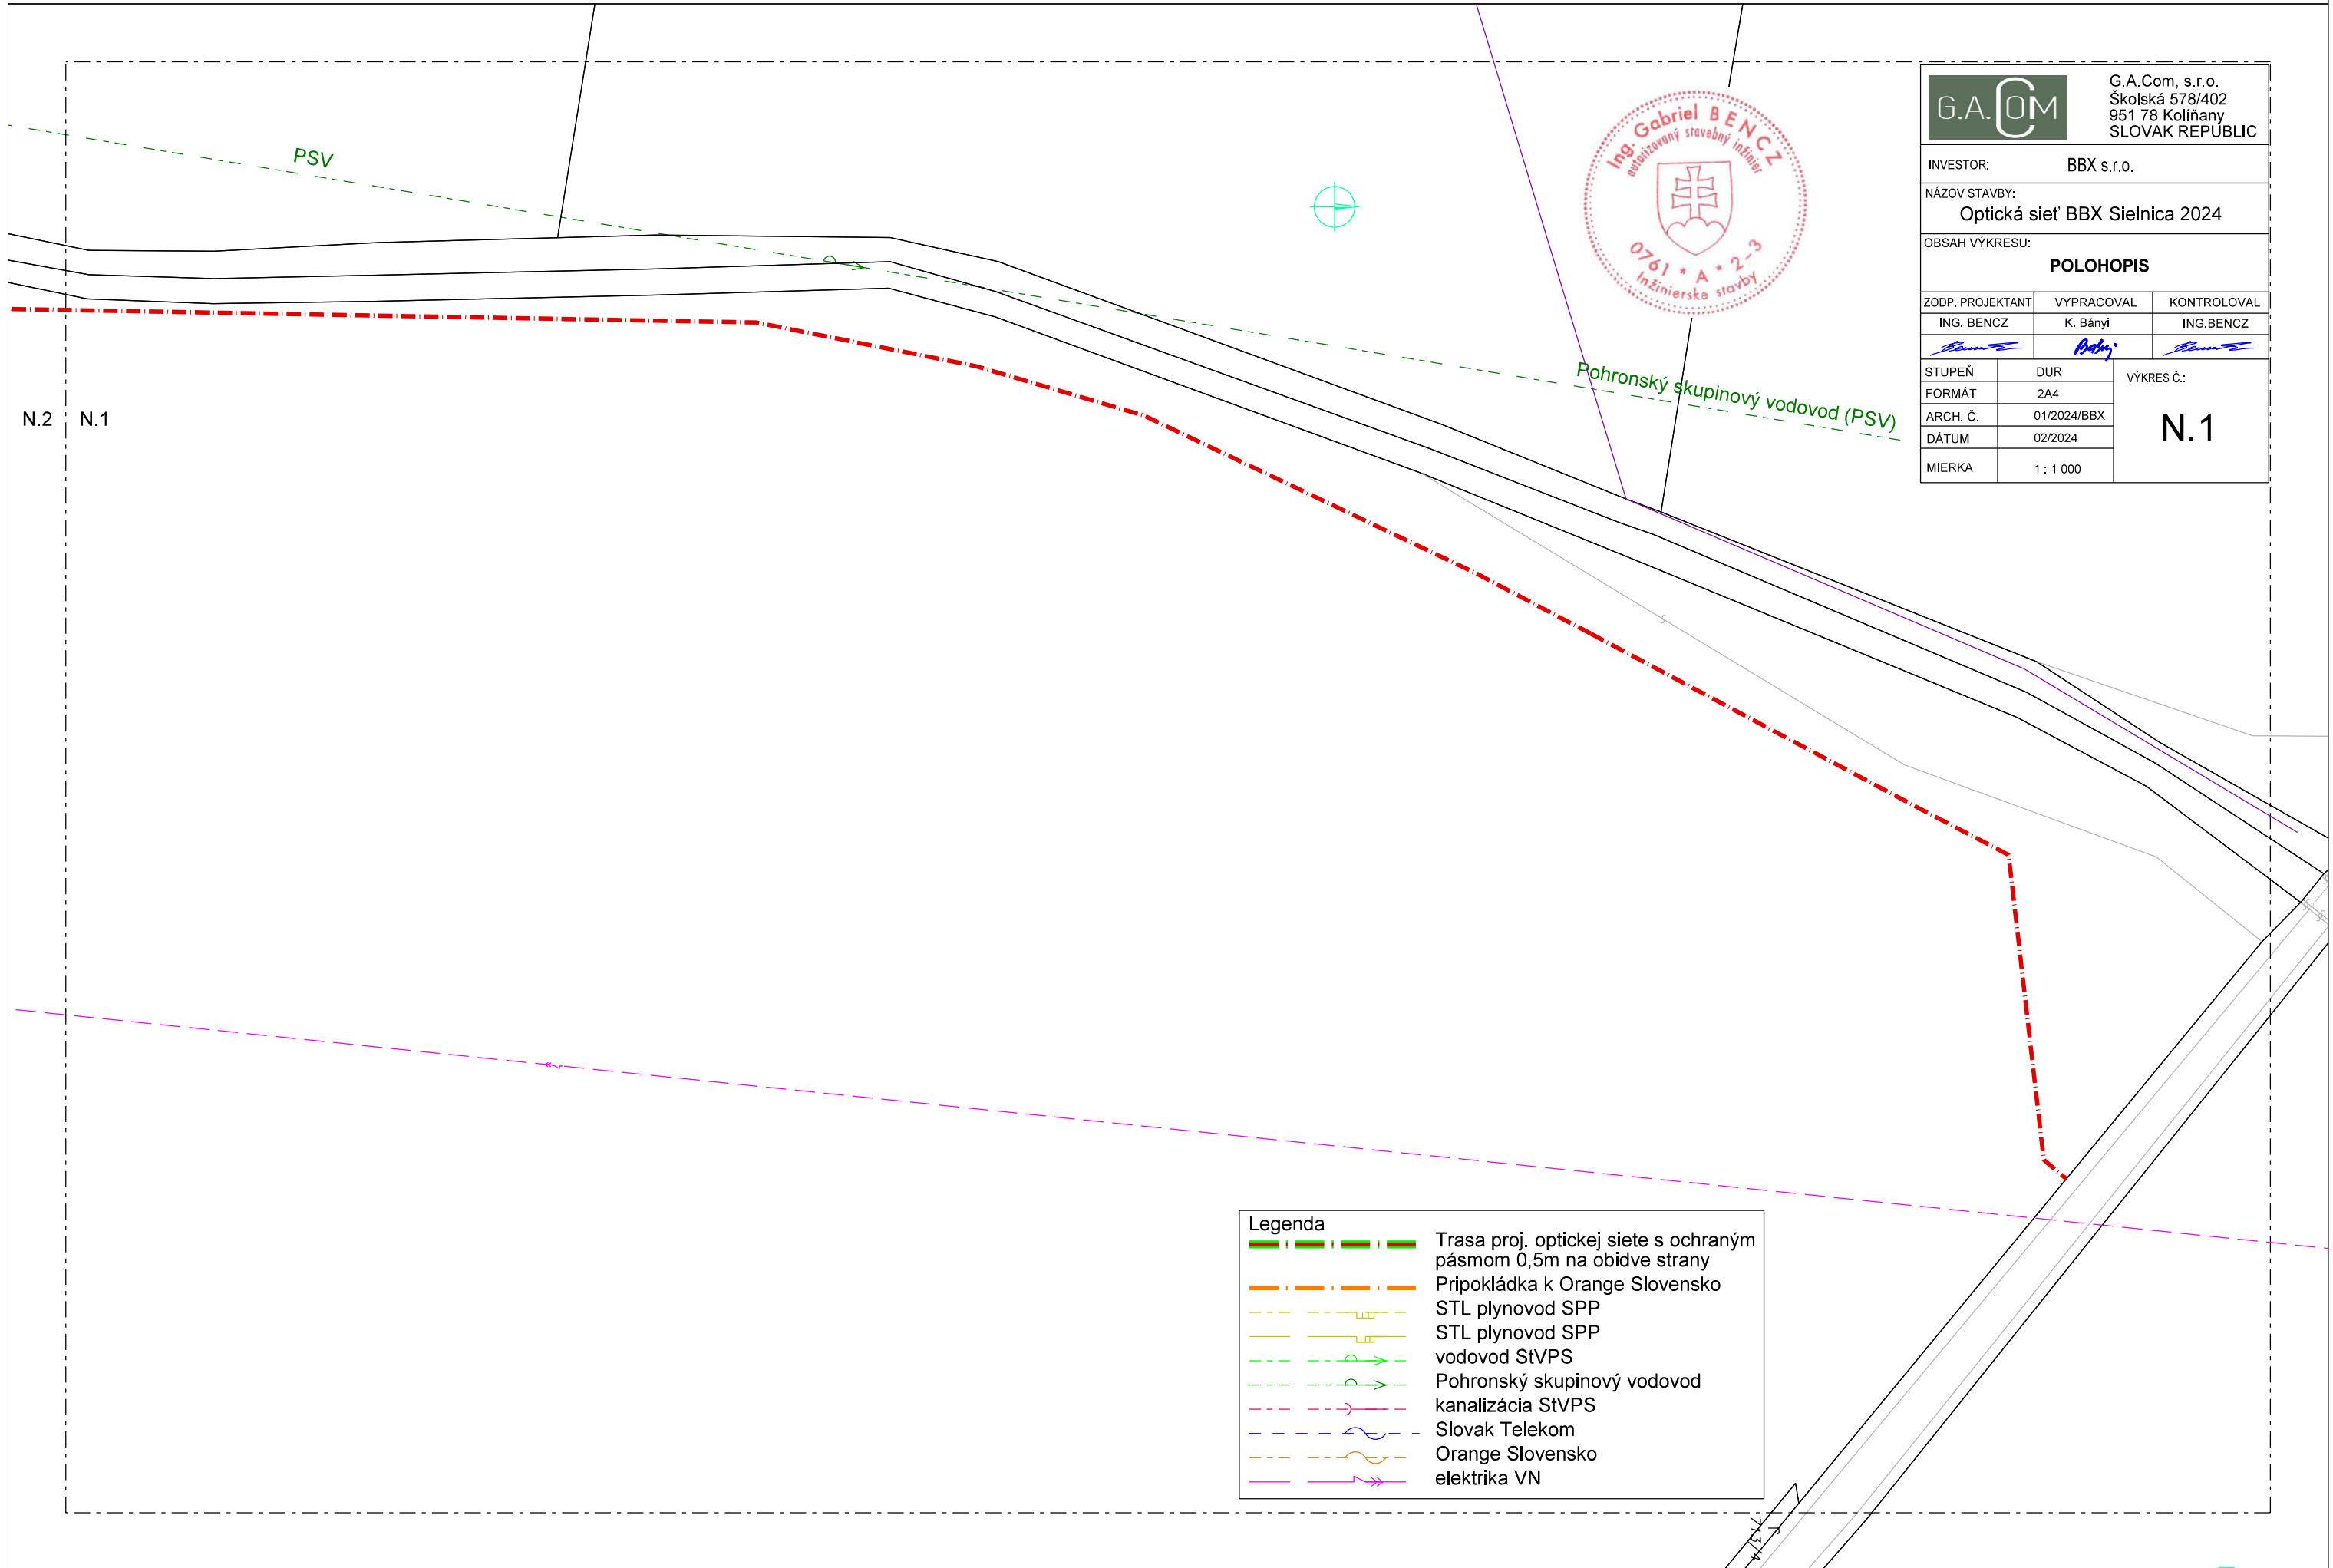 PSV
N.2
N.1
Pohronský skupinový vodovod (PSV)
Ing. Gabriel BENCZ
autorizovaný stavebný inžinier
0761 * A * 2-3
Inžinierske stavby
G.A.COM
G.A.Com, s.r.o.
Školská 578/402
951 78 Kolíňany
SLOVAK REPUBLIC
INVESTOR: BBX s.r.o.
NÁZOV STAVBY:
Optická sieť BBX Sielnica 2024
OBSAH VÝKRESU:
POLOHOPIS
ZODP. PROJEKTANT VYPRACOVAL KONTROLOVAL
ING. BENCZ K. Bányi ING.BENCZ
STUPEŇ DUR
FORMÁT 2A4
ARCH. Č. 01/2024/BBX
DÁTUM 02/2024
MIERKA 1 : 1 000
VÝKRES Č.:
N.1
Legenda
Trasa proj. optickej siete s ochraným
pásmom 0,5m na obidve strany
Pripokládka k Orange Slovensko
STL plynovod SPP
STL plynovod SPP
vodovod StVPS
Pohronský skupinový vodovod
kanalizácia StVPS
Slovak Telekom
Orange Slovensko
elektrika VN
713/4